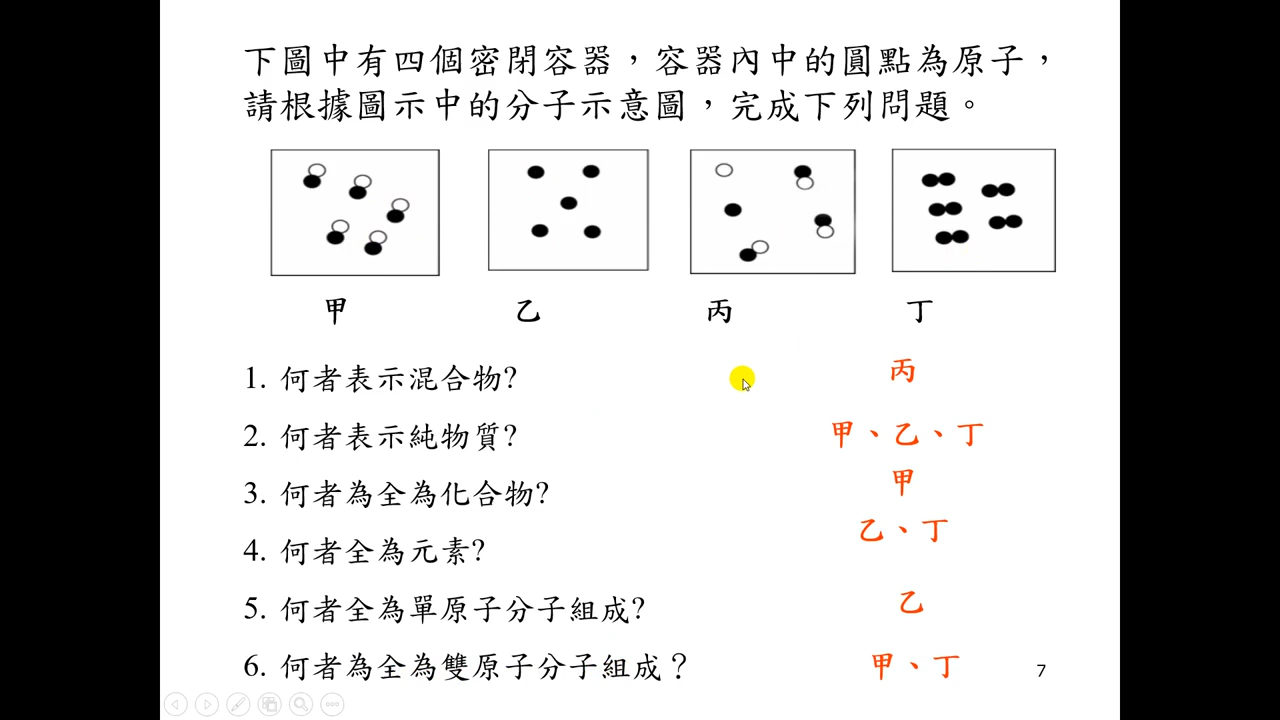 下圖中有四個密閉容器，容器內中的圓點為原子，
請根據圖示中的分子示意圖，完成下列問題。
甲 乙 丙 丁
1. 何者表示混合物? 丙
2. 何者表示純物質? 甲、乙、丁
3. 何者為全為化合物? 甲
4. 何者全為元素? 乙、丁
5. 何者全為單原子分子組成? 乙
6. 何者為全為雙原子分子組成？ 甲、丁
7